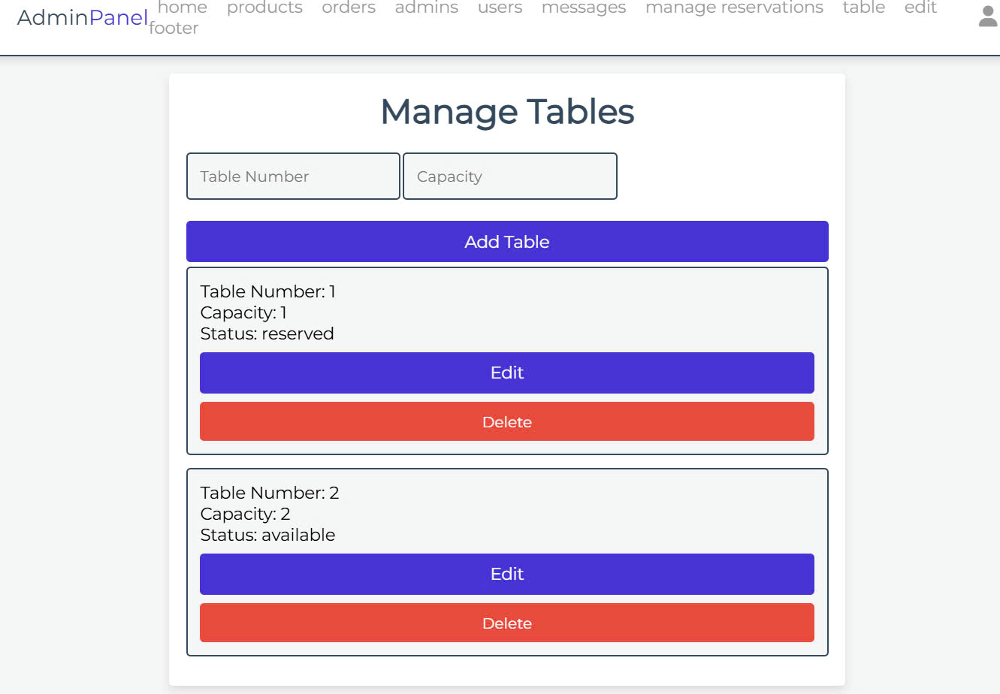 AdminPanel home products orders admins users messages manage reservations table edit
footer
Manage Tables
Table Number Capacity
Add Table
Table Number: 1
Capacity: 1
Status: reserved
Edit
Delete
Table Number: 2
Capacity: 2
Status: available
Edit
Delete